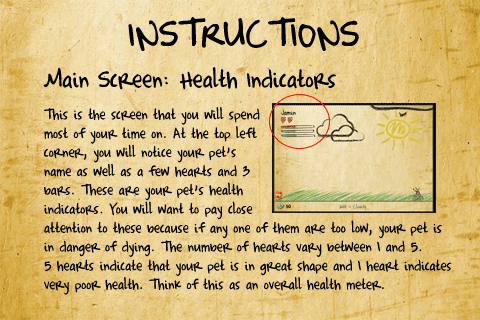 INSTRUCTIONS
Main Screen: Health Indicators
This is the screen that you will spend
most of your time on. At the top left
corner, you will notice your pet's
name as well as a few hearts and 3
bars. These are your pet's health
indicators. You will want to pay close
attention to these because if any one of them are too low, your pet is
in danger of dying. The number of hearts vary between 1 and 5.
5 hearts indicate that your pet is in great shape and 1 heart indicates
very poor health. Think of this as an overall health meter.